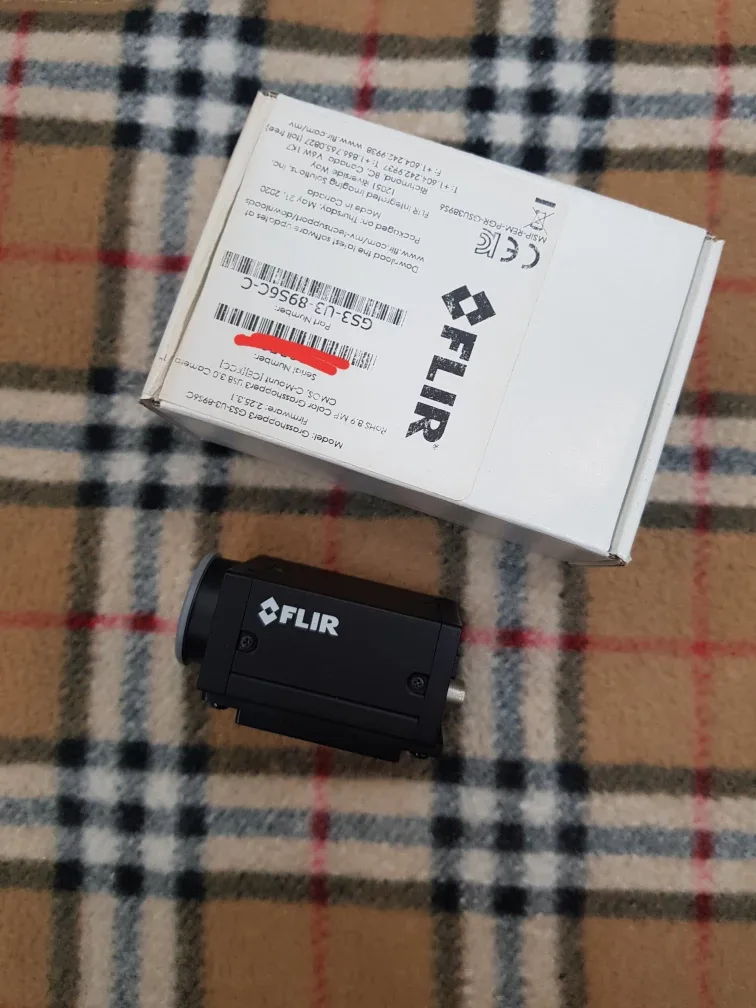 FLIR
Model: Grasshopper3 GS3-U3-89S6C
Firmware: 2.25.3.1
RoHS 8.9 MP Color Grasshopper3 USB 3.0 Camera 1"
CMOS, C-Mount [CE][FCC]
Serial Number:
Part Number:
GS3-U3-89S6C-C
Download the latest software updates at
www.flir.com/mv-techsupport/downloads
Packaged on: Thursday, May 21, 2020
Made in Canada
FLIR Integrated Imaging Solutions, Inc.
12051 Riverside Way
Richmond, BC, Canada V6W 1K7
T: +1.604.242.9937 T: +1.866.765.0827 (toll free)
F: +1.604.242.9938 www.flir.com/mv
CE
MSIP-REM-PGR-GSU389S6
FLIR